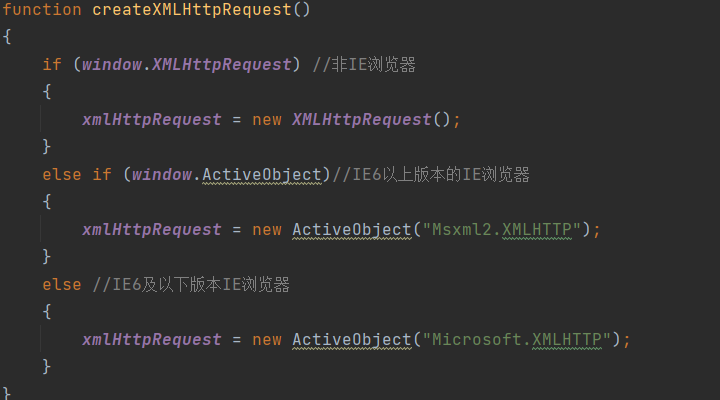 function createXMLHttpRequest()
{
    if (window.XMLHttpRequest) //非IE浏览器
    {
        xmlHttpRequest = new XMLHttpRequest();
    }
    else if (window.ActiveObject)//IE6以上版本的IE浏览器
    {
        xmlHttpRequest = new ActiveObject("Msxml2.XMLHTTP");
    }
    else //IE6及以下版本IE浏览器
    {
        xmlHttpRequest = new ActiveObject("Microsoft.XMLHTTP");
    }
}